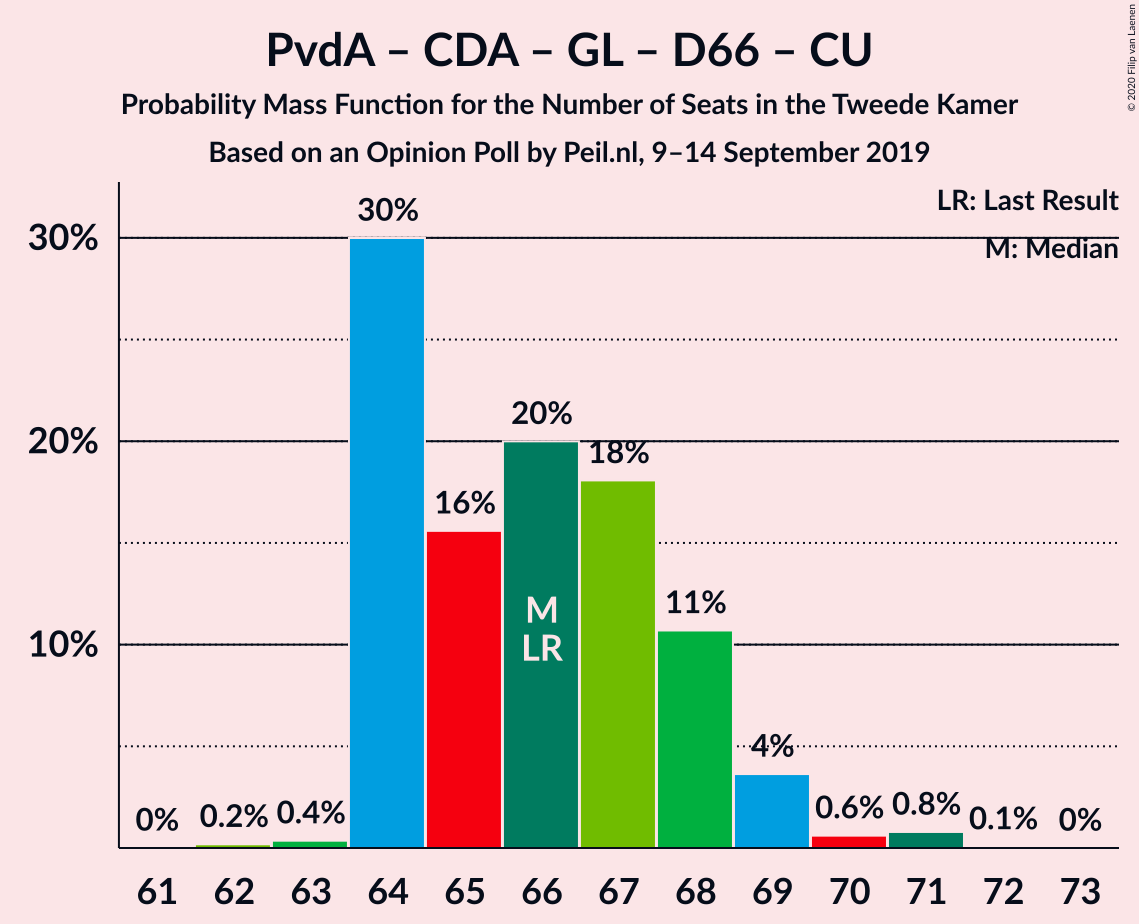 PvdA – CDA – GL – D66 – CU
Probability Mass Function for the Number of Seats in the Tweede Kamer
Based on an Opinion Poll by Peil.nl, 9–14 September 2019
© 2020 Filip van Laenen
LR: Last Result
M: Median
30%
20%
10%
0%
0.2%
0.4%
30%
16%
20%
18%
11%
4%
0.6%
0.8%
0.1%
0%
M
LR
61 62 63 64 65 66 67 68 69 70 71 72 73